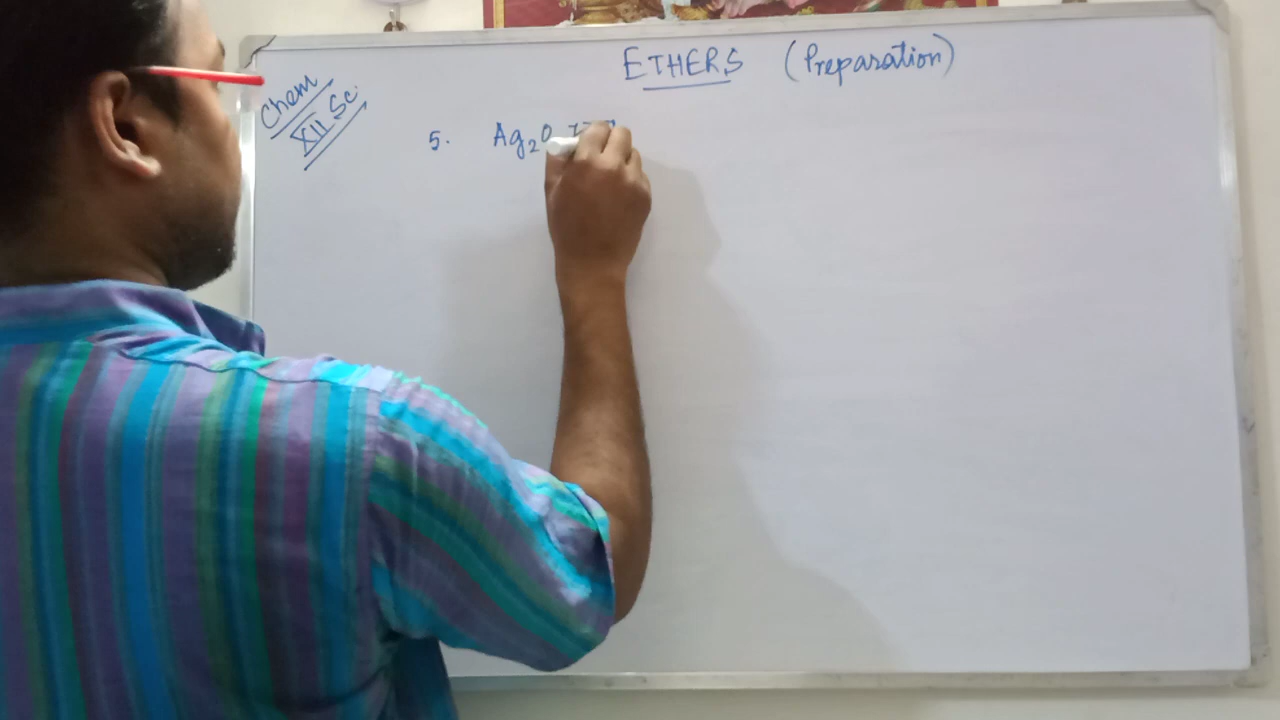 ETHERS (Preparation)
Chem
XII Sc.
5. Ag2O